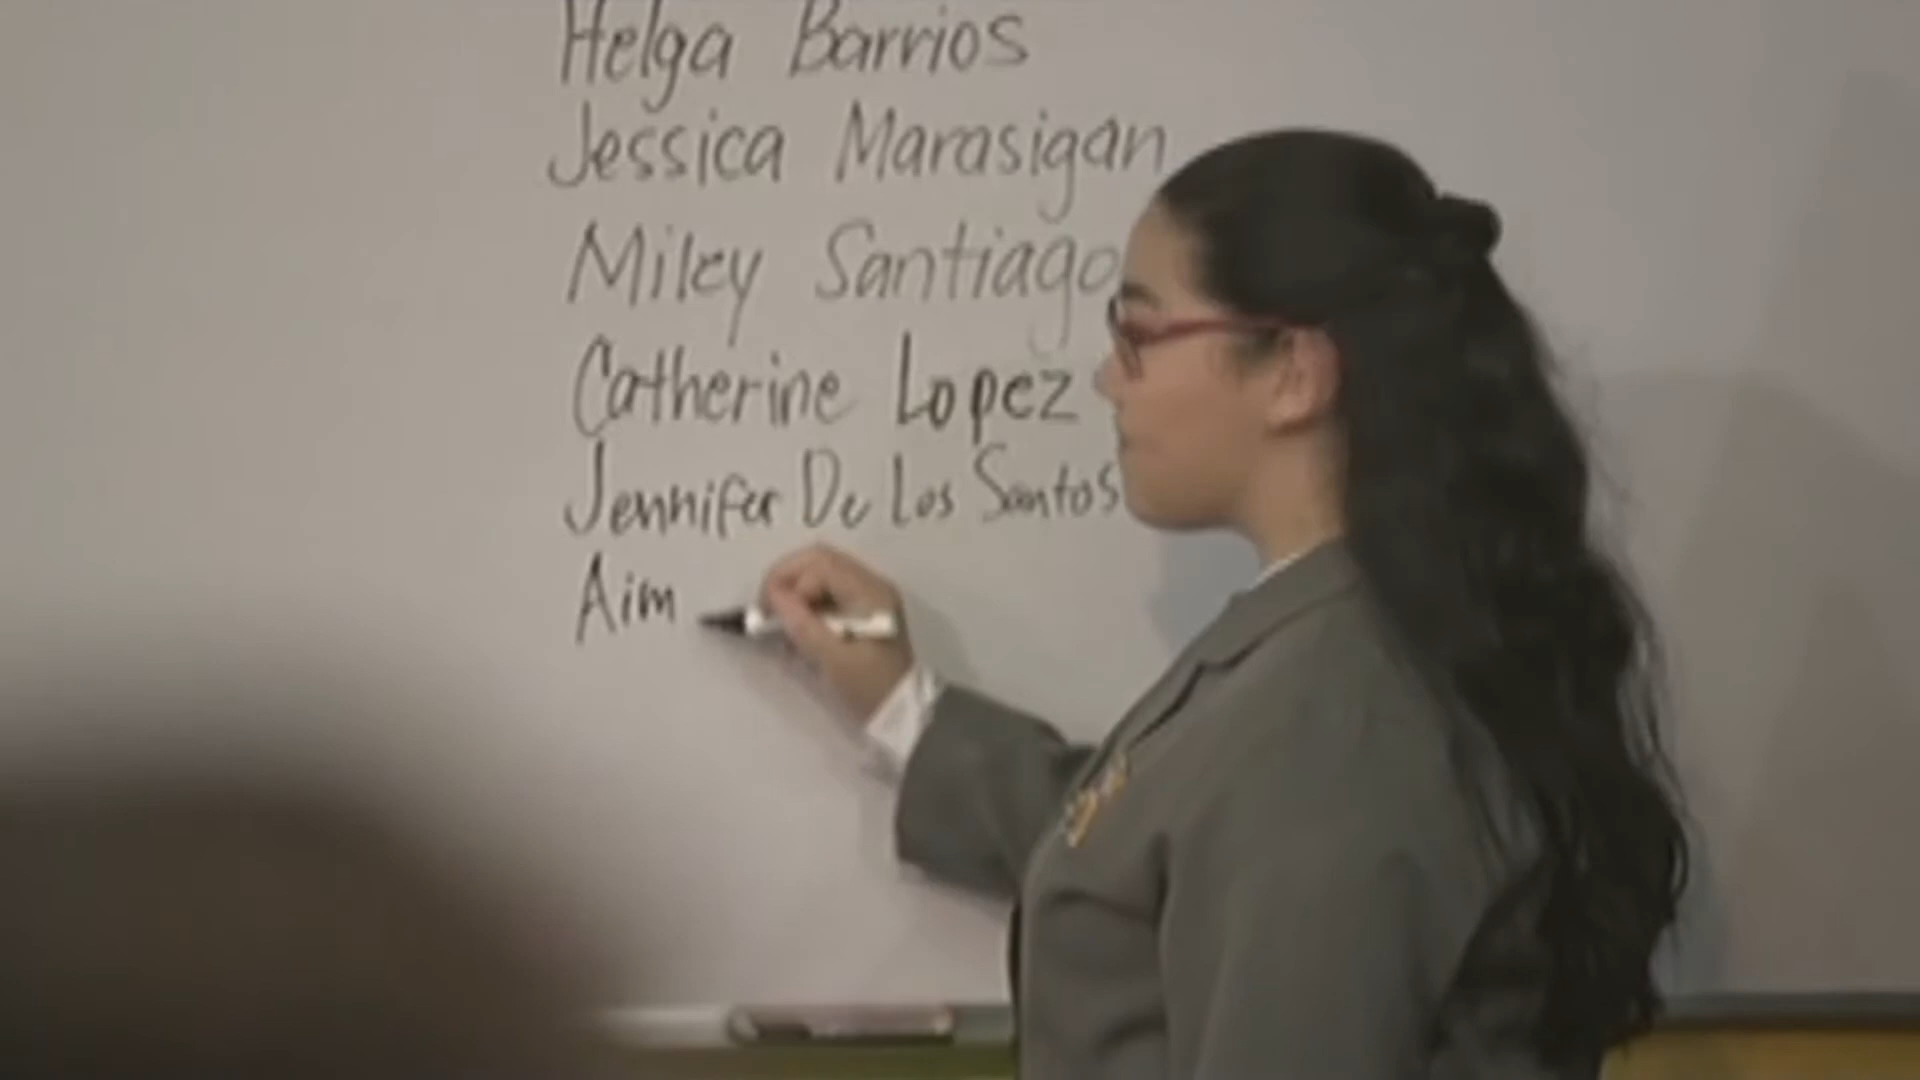 Helga Barrios
Jessica Marasigan
Miley Santiago
Catherine Lopez
Jennifer De Los Santos
Aim